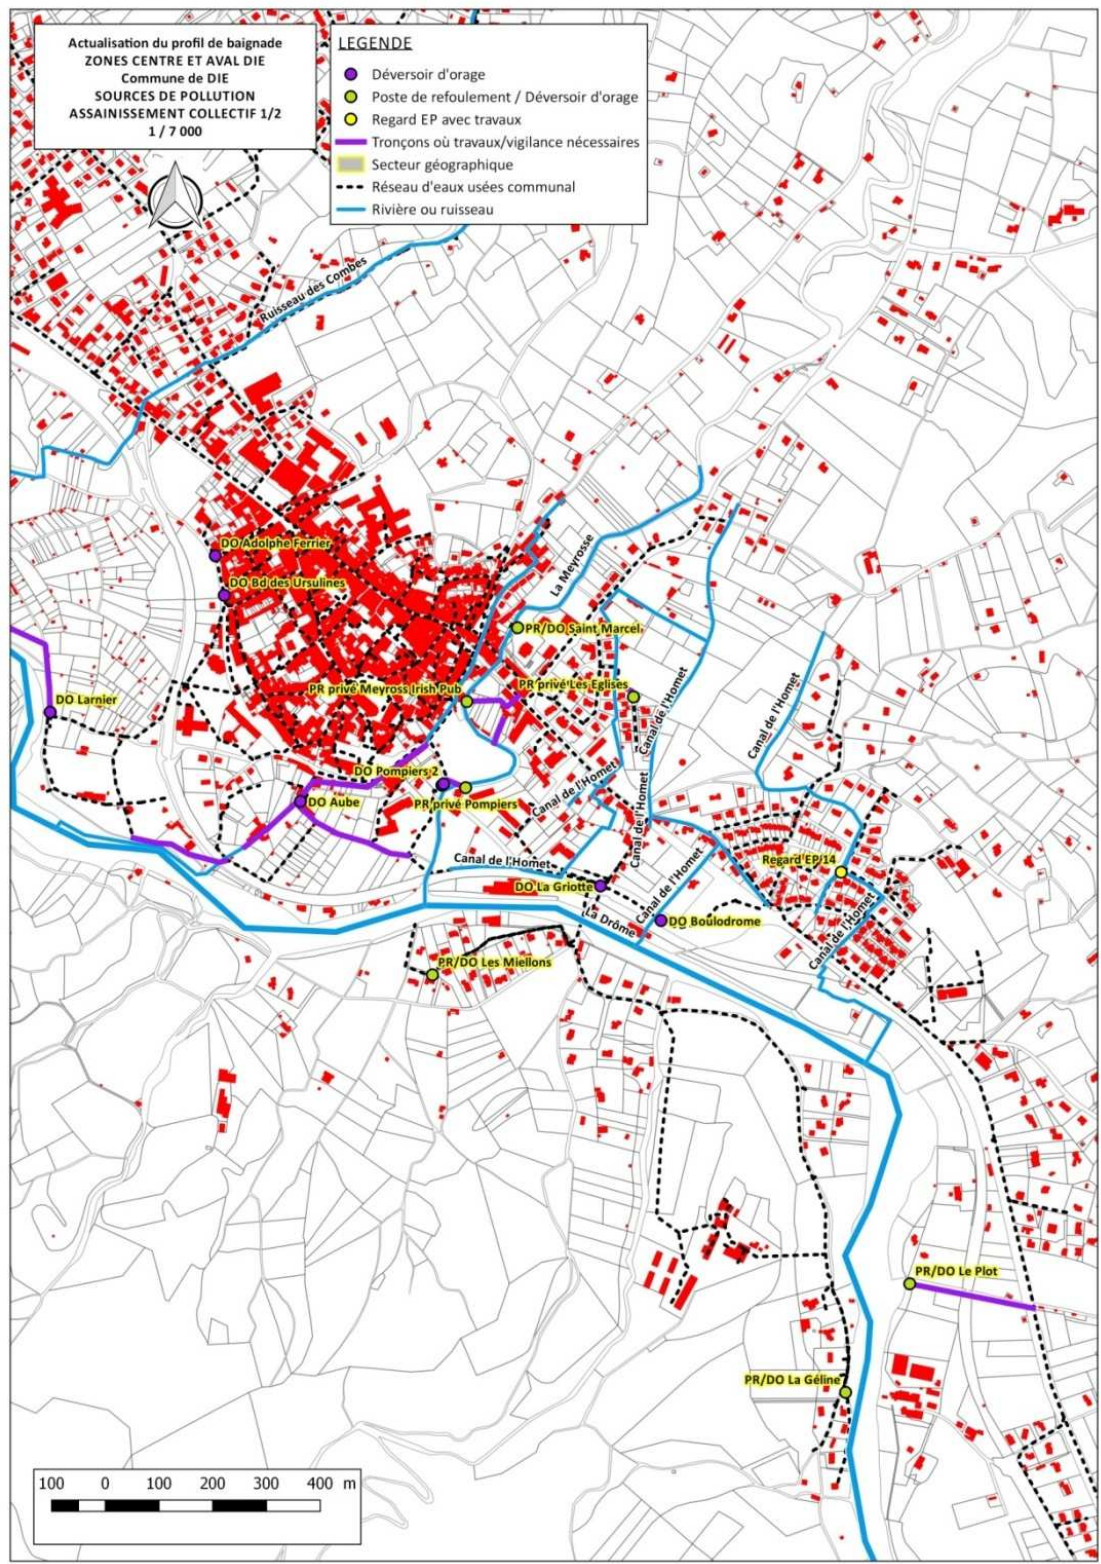 Actualisation du profil de baignade
ZONES CENTRE ET AVAL DIE
Commune de DIE
SOURCES DE POLLUTION
ASSAINISSEMENT COLLECTIF 1/2
1 / 7 000
LEGENDE
Déversoir d'orage
Poste de refoulement / Déversoir d'orage
Regard EP avec travaux
Tronçons où travaux/vigilance nécessaires
Secteur géographique
Réseau d'eaux usées communal
Rivière ou ruisseau
Ruisseau des Combes
DO Adolphe Ferrier
DO Bd des Ursulines
La Meyrosse
PR/DO Saint Marcel
PR privé Meyross Irish Pub
PR privé Les Eglises
DO Larnier
Canal de l'Homet
Canal de l'Homet
DO Pompiers 2
DO Aube
PR privé Pompiers
Canal de l'Homet
Canal de l'Homet
Canal de l'Homet
Regard EP 14
DO La Griotte
Canal de l'Homet
La Drôme
DO Boulodrome
Canal de l'Homet
PR/DO Les Miellons
PR/DO Le Plot
PR/DO La Géline
100 0 100 200 300 400 m